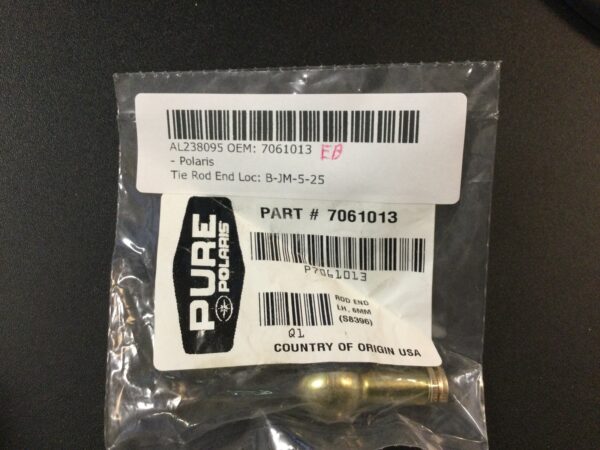 AL238095 OEM: 7061013 EB
- Polaris
Tie Rod End Loc: B-JM-5-25
PURE
POLARIS
PART # 7061013
P7061013
ROD END
LH, 6MM
(S8396)
Q1
COUNTRY OF ORIGIN USA